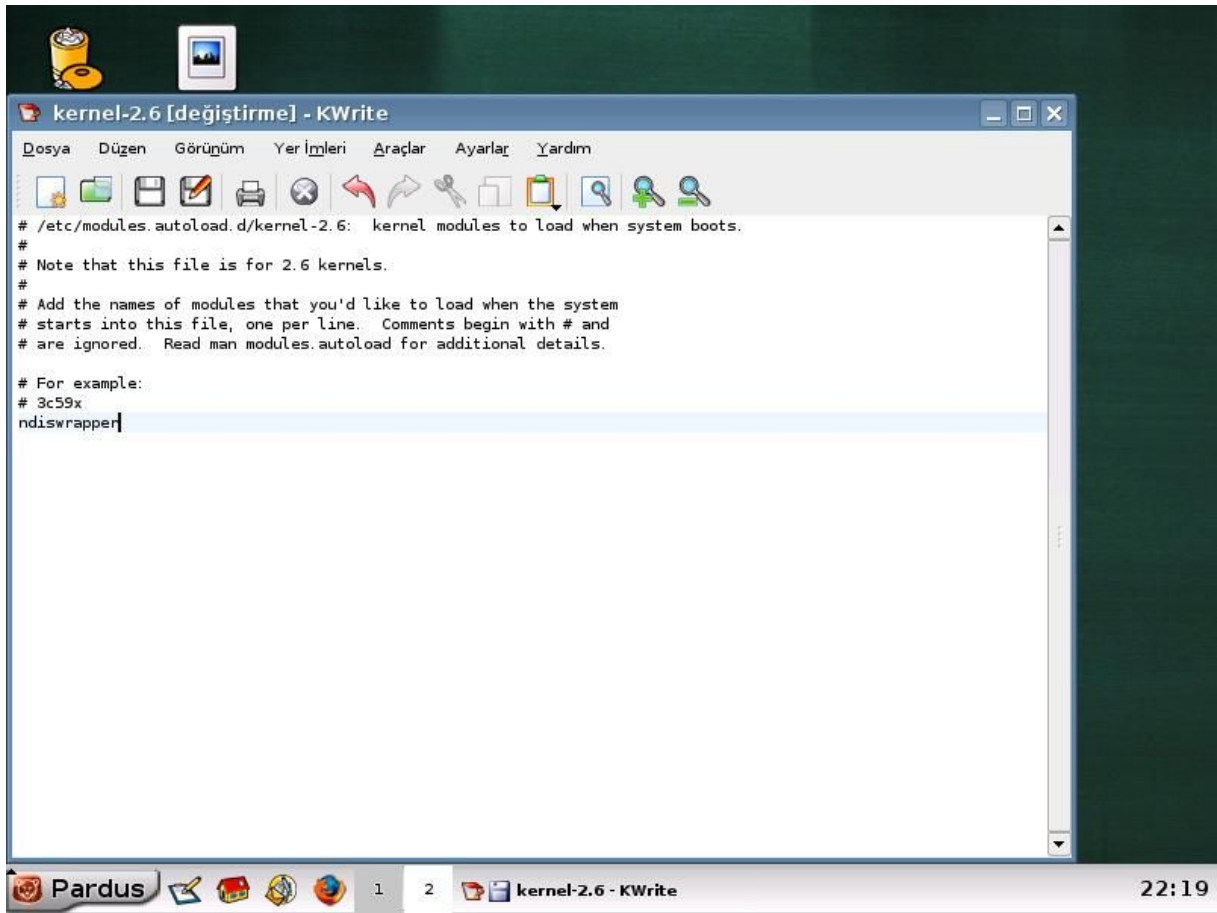 kernel-2.6 [değiştirme] - KWrite
Dosya Düzen Görünüm Yer İmleri Araçlar Ayarlar Yardım
# /etc/modules.autoload.d/kernel-2.6:  kernel modules to load when system boots.
#
# Note that this file is for 2.6 kernels.
#
# Add the names of modules that you'd like to load when the system
# starts into this file, one per line.  Comments begin with # and
# are ignored.  Read man modules.autoload for additional details.
# For example:
# 3c59x
ndiswrapper
Pardus 1 2 kernel-2.6 - KWrite 22:19